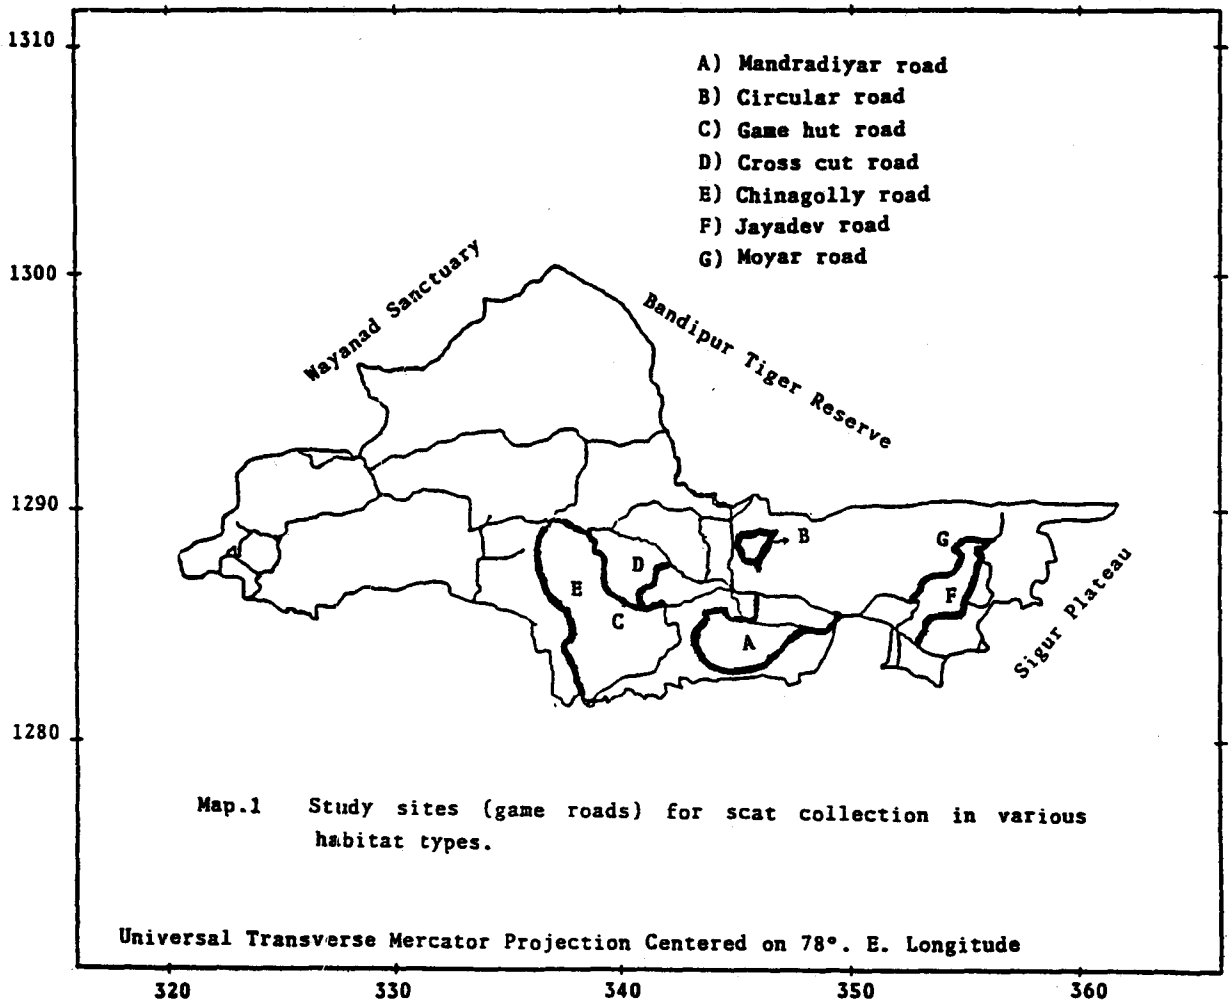 1310
A) Mandradiyar road
B) Circular road
C) Game hut road
D) Cross cut road
E) Chinagolly road
F) Jayadev road
G) Moyar road
1300
Wayanad Sanctuary
Bandipur Tiger Reserve
1290
B
G
D
E
F
C
A
Sigur Plateau
1280
Map.1 Study sites (game roads) for scat collection in various
habitat types.
Universal Transverse Mercator Projection Centered on 78°. E. Longitude
320 330 340 350 360